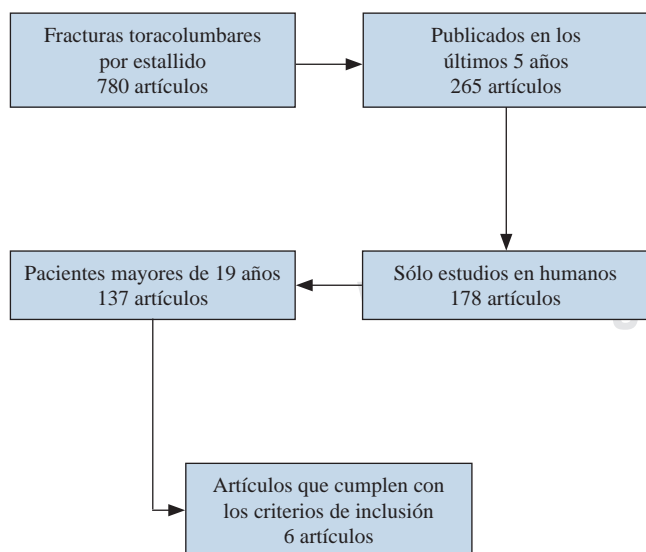 Fracturas toracolumbares
por estallido
780 artículos
Publicados en los
últimos 5 años
265 artículos
Pacientes mayores de 19 años
137 artículos
Sólo estudios en humanos
178 artículos
Artículos que cumplen con
los criterios de inclusión
6 artículos